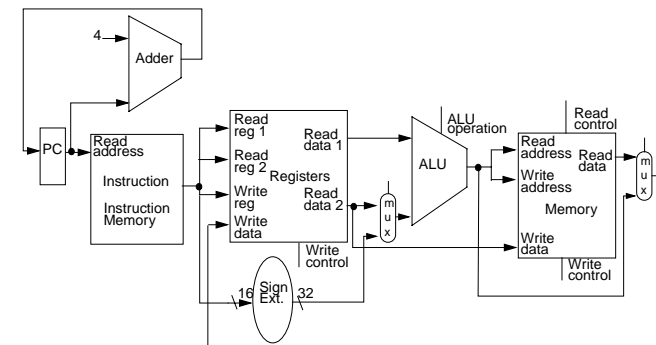 4
Adder
PC
Read
address
Instruction
Instruction
Memory
Read
reg 1
Read
reg 2
Write
reg
Write
data
Registers
Read
data 1
Read
data 2
Write
control
16
Sign
Ext.
32
m
u
x
ALU
operation
ALU
Read
control
Read
address
Write
address
Read
data
Memory
Write
data
Write
control
m
u
x